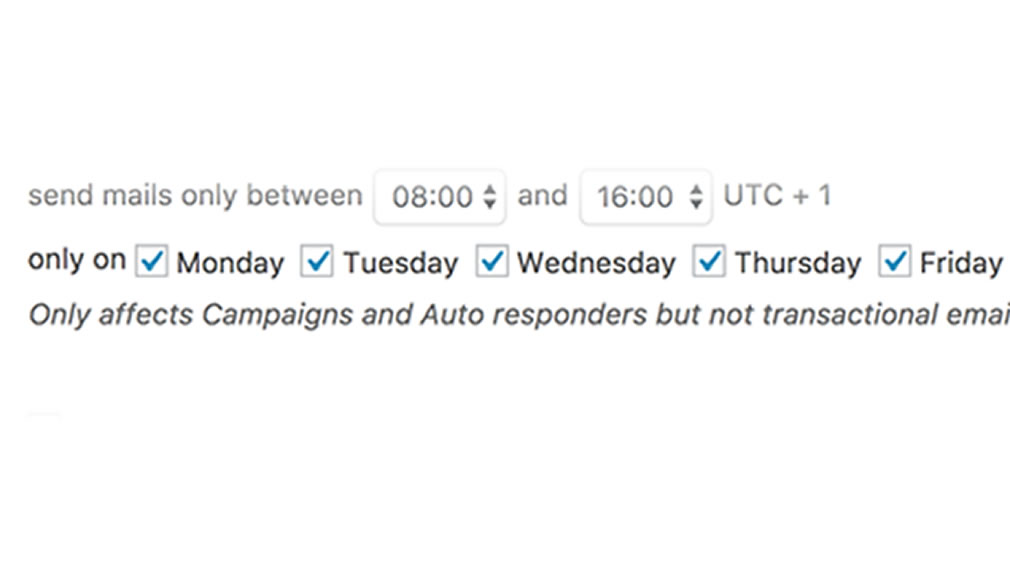 send mails only between 08:00 and 16:00 UTC + 1
only on Monday Tuesday Wednesday Thursday Friday
Only affects Campaigns and Auto responders but not transactional emai